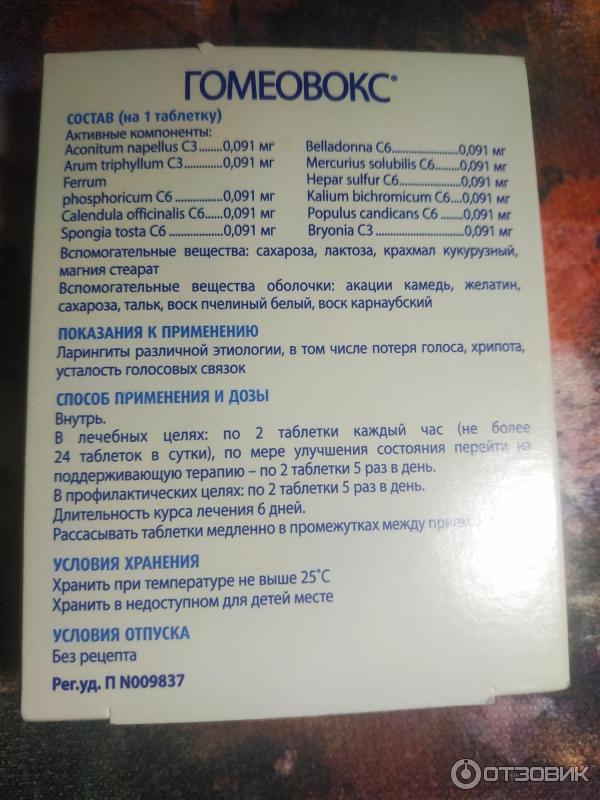 ГОМЕОВОКС®
СОСТАВ (на 1 таблетку)
Активные компоненты:
Aconitum napellus C3.......0,091 мг
Arum triphyllum C3...........0,091 мг
Ferrum
phosphoricum C6..............0,091 мг
Calendula officinalis C6......0,091 мг
Spongia tosta C6................0,091 мг
Belladonna C6......................0,091 мг
Mercurius solubilis C6........0,091 мг
Hepar sulfur C6....................0,091 мг
Kalium bichromicum C6....0,091 мг
Populus candicans C6........0,091 мг
Bryonia C3...........................0,091 мг
Вспомогательные вещества: сахароза, лактоза, крахмал кукурузный,
магния стеарат
Вспомогательные вещества оболочки: акации камедь, желатин,
сахароза, тальк, воск пчелиный белый, воск карнаубский
ПОКАЗАНИЯ К ПРИМЕНЕНИЮ
Ларингиты различной этиологии, в том числе потеря голоса, хрипота,
усталость голосовых связок
СПОСОБ ПРИМЕНЕНИЯ И ДОЗЫ
Внутрь.
В лечебных целях: по 2 таблетки каждый час (не более
24 таблеток в сутки), по мере улучшения состояния перейти на
поддерживающую терапию – по 2 таблетки 5 раз в день.
В профилактических целях: по 2 таблетки 5 раз в день.
Длительность курса лечения 6 дней.
Рассасывать таблетки медленно в промежутках между
УСЛОВИЯ ХРАНЕНИЯ
Хранить при температуре не выше 25˚С
Хранить в недоступном для детей месте
УСЛОВИЯ ОТПУСКА
Без рецепта
Рег.уд. П N009837
ОТЗОВИК